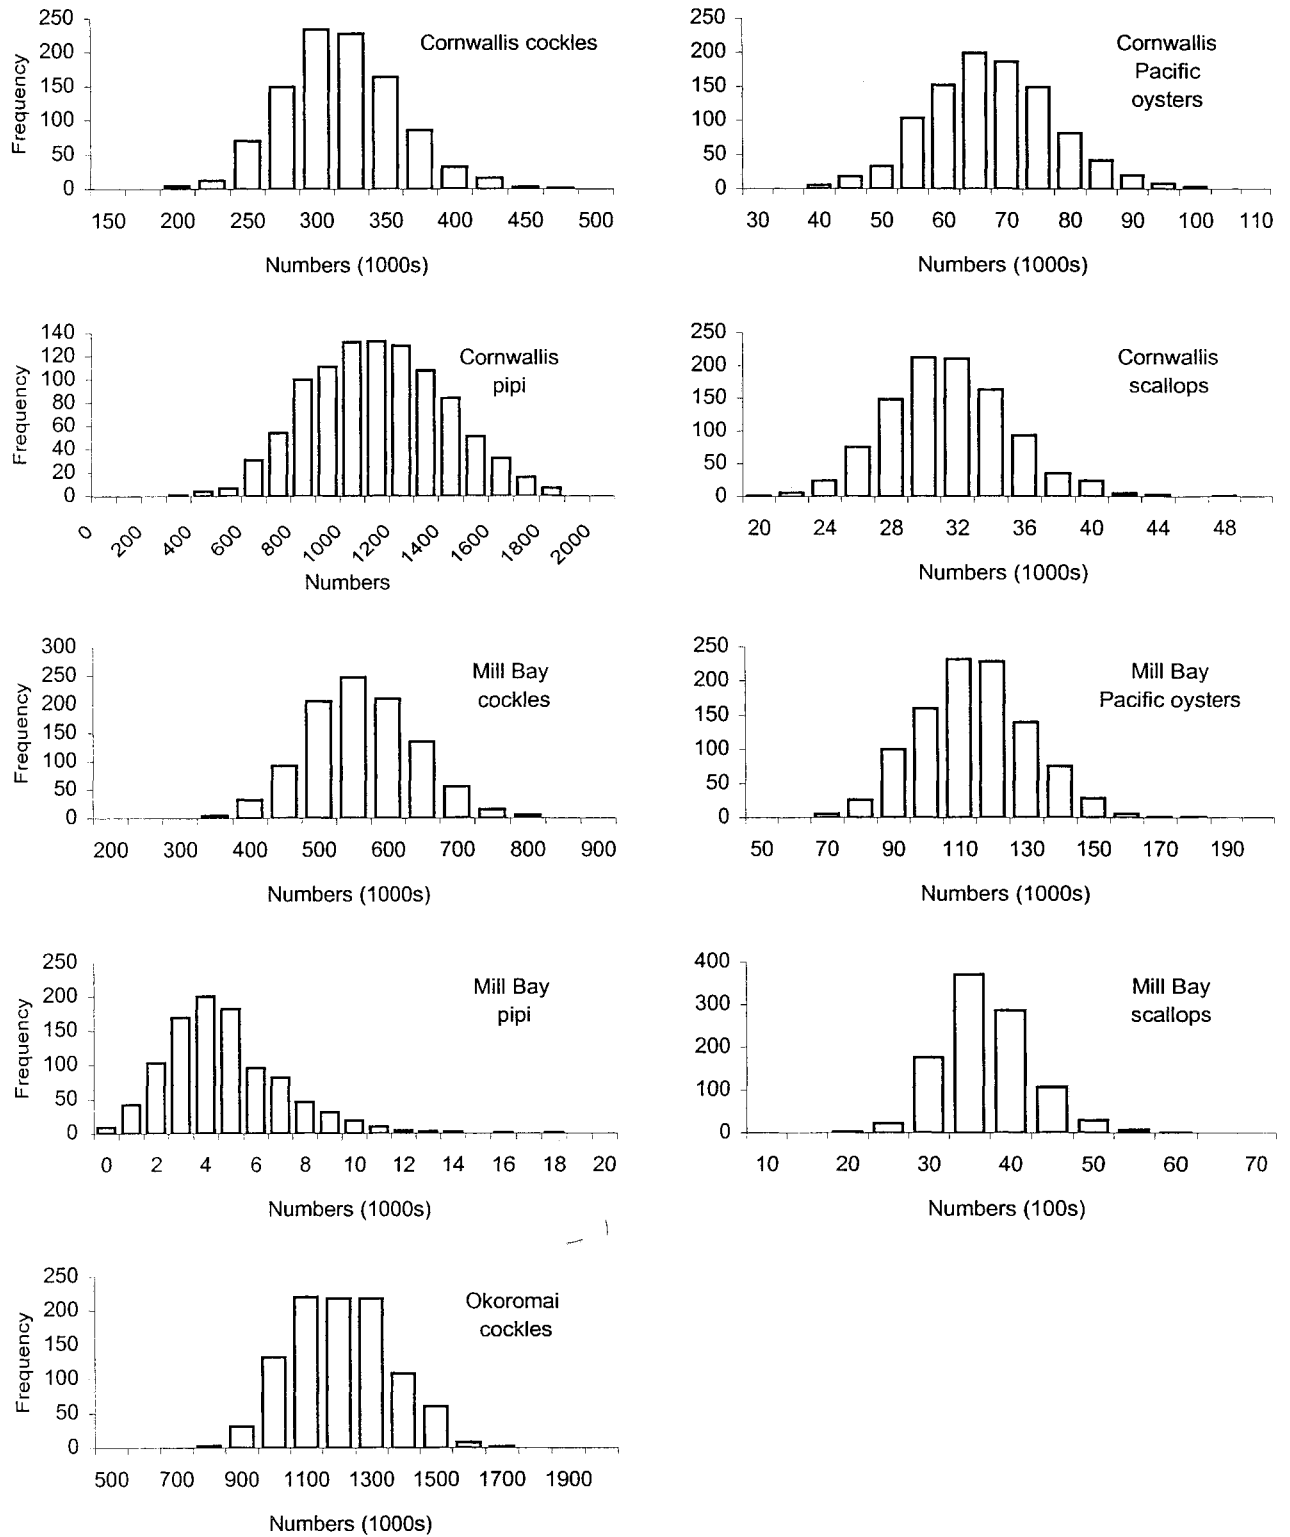 250
200
150
100
50
0
Frequency
Cornwallis cockles
150 200 250 300 350 400 450 500
Numbers (1000s)
250
200
150
100
50
0
Cornwallis
Pacific
oysters
30 40 50 60 70 80 90 100 110
Numbers (1000s)
140
120
100
80
60
40
20
0
Frequency
Cornwallis
pipi
0 200 400 600 800 1000 1200 1400 1600 1800 2000
Numbers
250
200
150
100
50
0
Cornwallis
scallops
20 24 28 32 36 40 44 48
Numbers (1000s)
300
250
200
150
100
50
0
Frequency
Mill Bay
cockles
200 300 400 500 600 700 800 900
Numbers (1000s)
250
200
150
100
50
0
Mill Bay
Pacific oysters
50 70 90 110 130 150 170 190
Numbers (1000s)
250
200
150
100
50
0
Frequency
Mill Bay
pipi
0 2 4 6 8 10 12 14 16 18 20
Numbers (1000s)
400
300
200
100
0
Mill Bay
scallops
10 20 30 40 50 60 70
Numbers (100s)
250
200
150
100
50
0
Frequency
Okoromai
cockles
500 700 900 1100 1300 1500 1700 1900
Numbers (1000s)